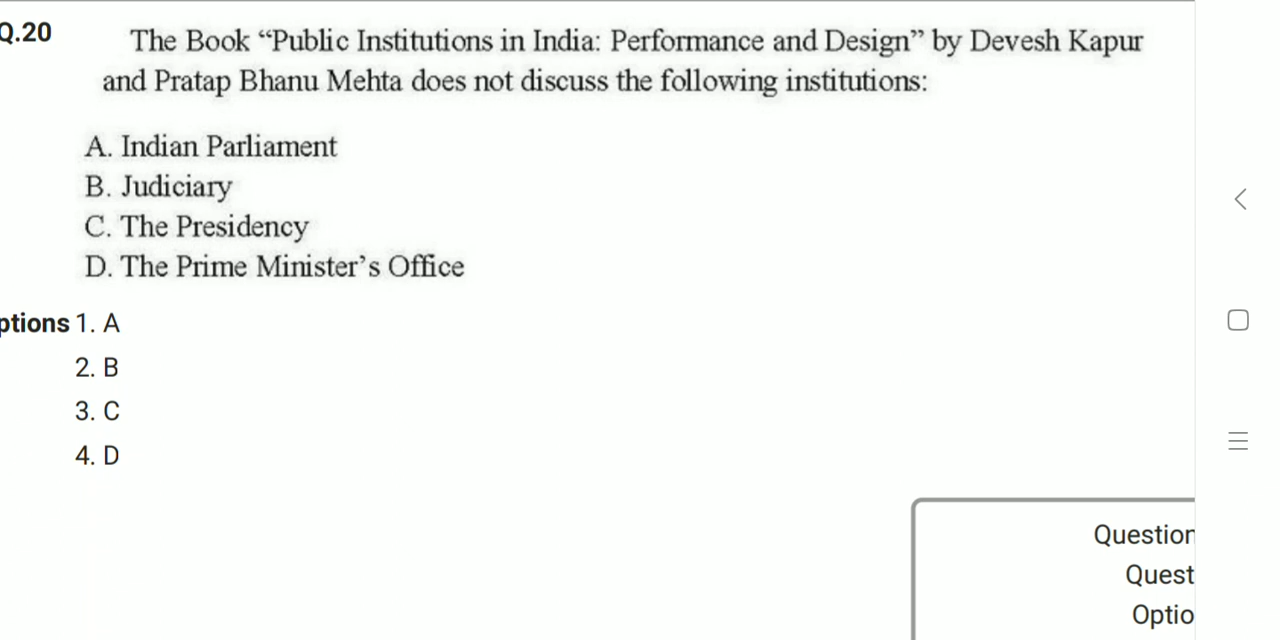 Q.20
The Book “Public Institutions in India: Performance and Design” by Devesh Kapur
and Pratap Bhanu Mehta does not discuss the following institutions:
A. Indian Parliament
B. Judiciary
C. The Presidency
D. The Prime Minister’s Office
ptions 1. A
2. B
3. C
4. D
Question
Quest
Optio